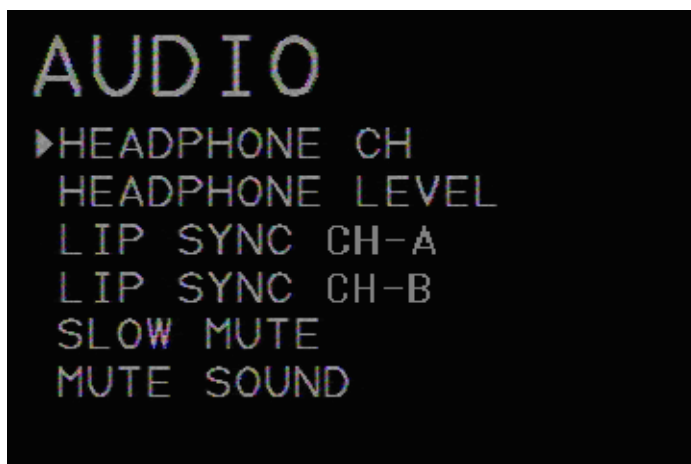 AUDIO
▶HEADPHONE CH
HEADPHONE LEVEL
LIP SYNC CH-A
LIP SYNC CH-B
SLOW MUTE
MUTE SOUND